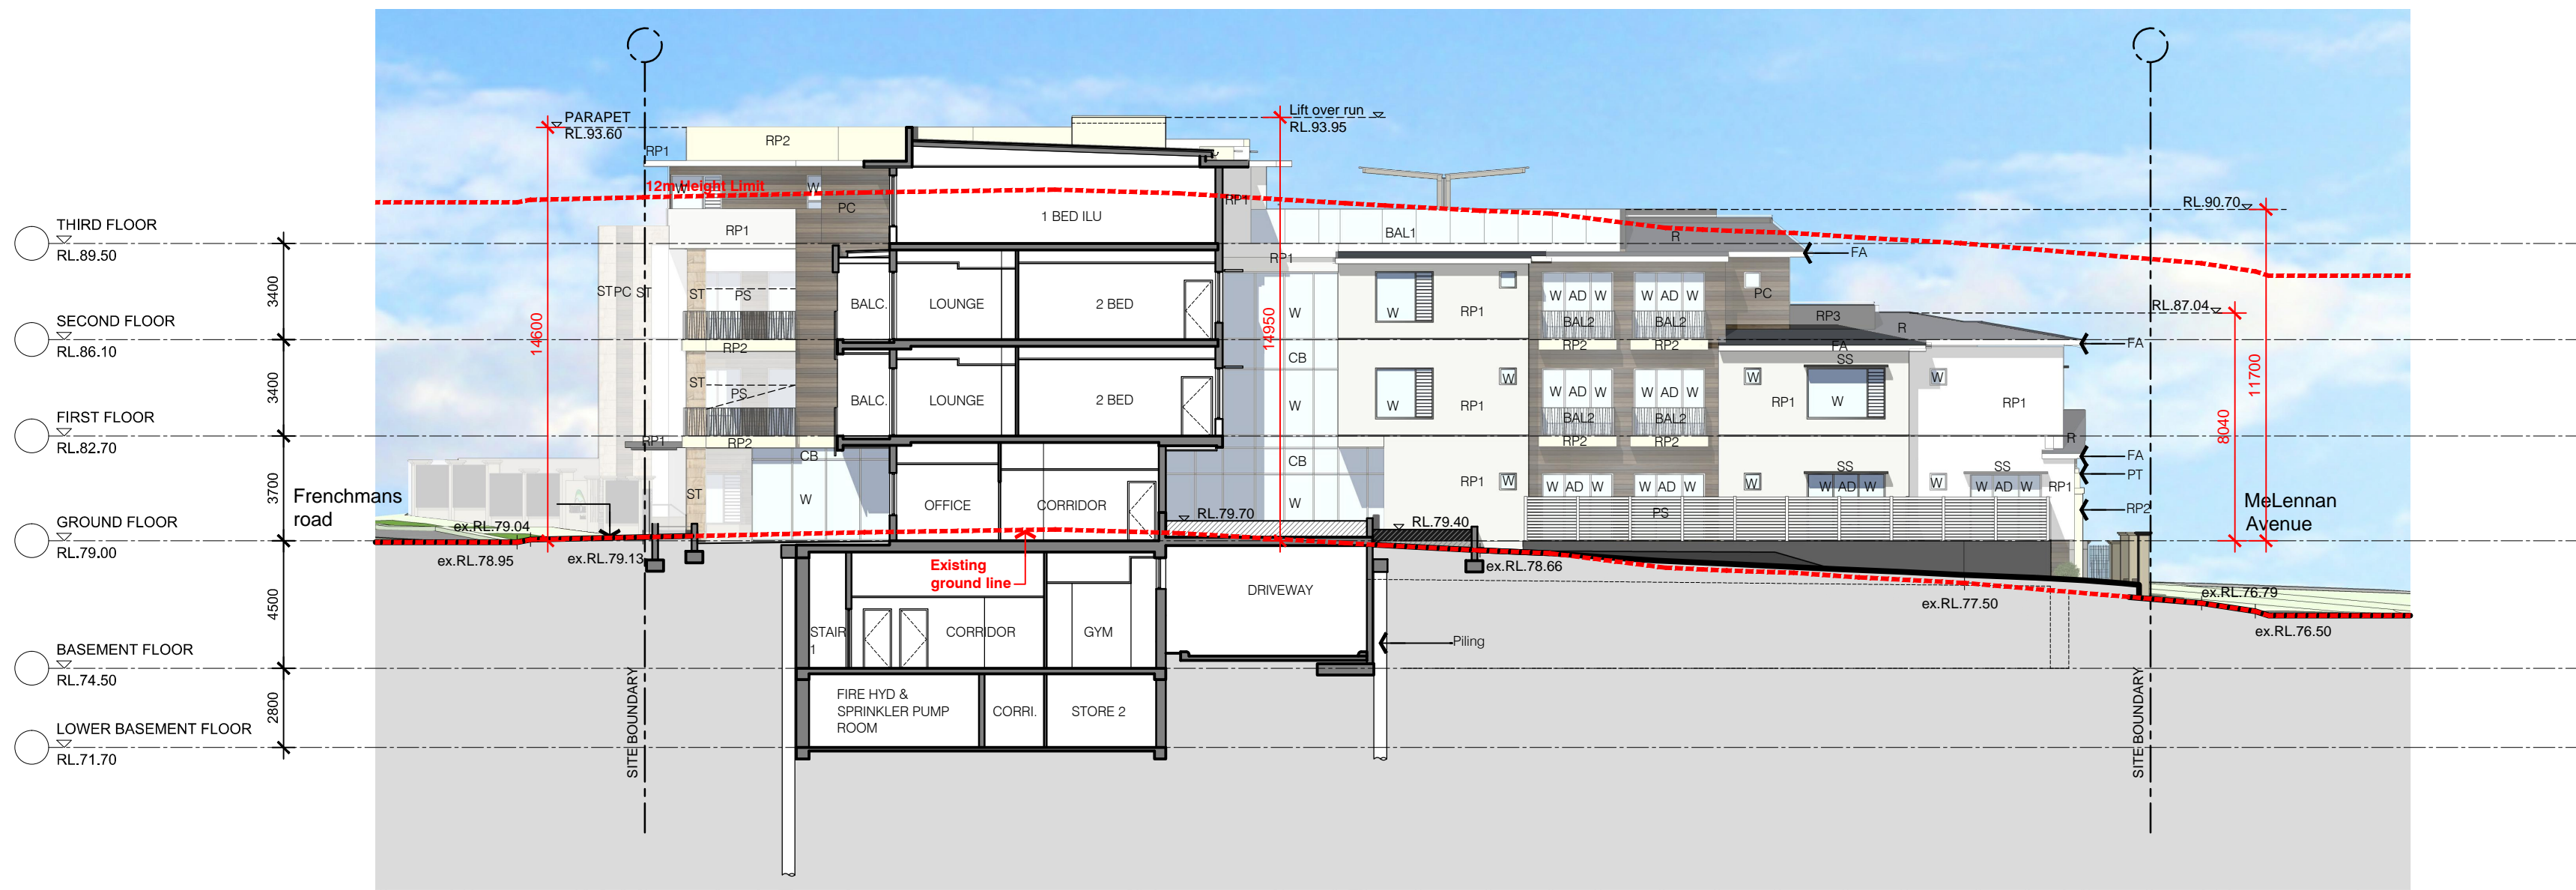 PARAPET
RL.93.60
Lift over run
RL.93.95
RP2
RP1
12m Height Limit
W
W
PC
1 BED ILU
RP1
RL.90.70
THIRD FLOOR
RL.89.50
RP1
BAL1
R
FA
RP1
ST
PC
ST
ST
PS
BALC.
LOUNGE
2 BED
W
W
RP1
W
AD
W
W
AD
W
PC
BAL2
BAL2
RL.87.04
RP3
R
3400
14600
14950
SECOND FLOOR
RL.86.10
RP2
RP2
RP2
FA
FA
CB
SS
11700
8040
3400
ST
PS
BALC.
LOUNGE
2 BED
W
W
RP1
W
W
AD
W
W
AD
W
BAL2
BAL2
W
RP1
W
W
RP1
FIRST FLOOR
RL.82.70
RP1
RP2
RP2
RP2
R
CB
CB
FA
PT
SS
SS
3700
Frenchmans
road
ST
W
OFFICE
CORRIDOR
W
RP1
W
W
AD
W
W
AD
W
W
W
AD
W
W
W
AD
W
RP1
RP2
PS
McLennan
Avenue
GROUND FLOOR
RL.79.00
ex.RL.79.04
RL.79.70
RL.79.40
ex.RL.78.95
ex.RL.79.13
Existing
ground line
ex.RL.78.66
ex.RL.77.50
ex.RL.76.79
ex.RL.76.50
4500
DRIVEWAY
STAIR
1
CORRIDOR
GYM
Piling
BASEMENT FLOOR
RL.74.50
2800
FIRE HYD &
SPRINKLER PUMP
ROOM
CORRI.
STORE 2
SITE BOUNDARY
SITE BOUNDARY
LOWER BASEMENT FLOOR
RL.71.70